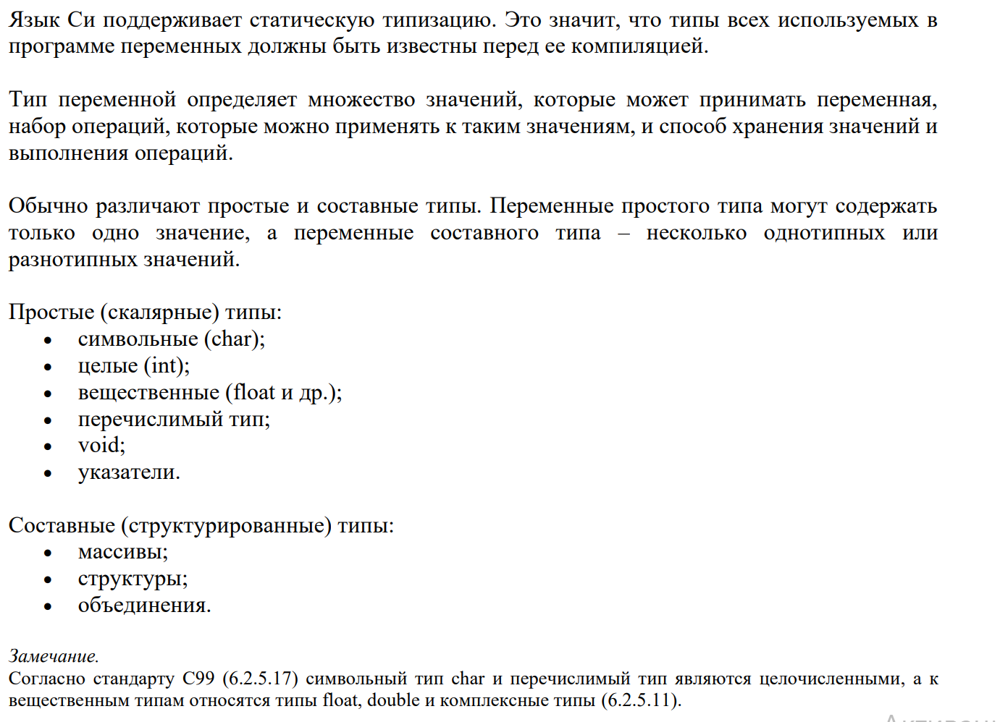 Язык Си поддерживает статическую типизацию. Это значит, что типы всех используемых в
программе переменных должны быть известны перед ее компиляцией.
Тип переменной определяет множество значений, которые может принимать переменная,
набор операций, которые можно применять к таким значениям, и способ хранения значений и
выполнения операций.
Обычно различают простые и составные типы. Переменные простого типа могут содержать
только одно значение, а переменные составного типа – несколько однотипных или
разнотипных значений.
Простые (скалярные) типы:
• символьные (char);
• целые (int);
• вещественные (float и др.);
• перечислимый тип;
• void;
• указатели.
Составные (структурированные) типы:
• массивы;
• структуры;
• объединения.
Замечание.
Согласно стандарту C99 (6.2.5.17) символьный тип char и перечислимый тип являются целочисленными, а к
вещественным типам относятся типы float, double и комплексные типы (6.2.5.11).